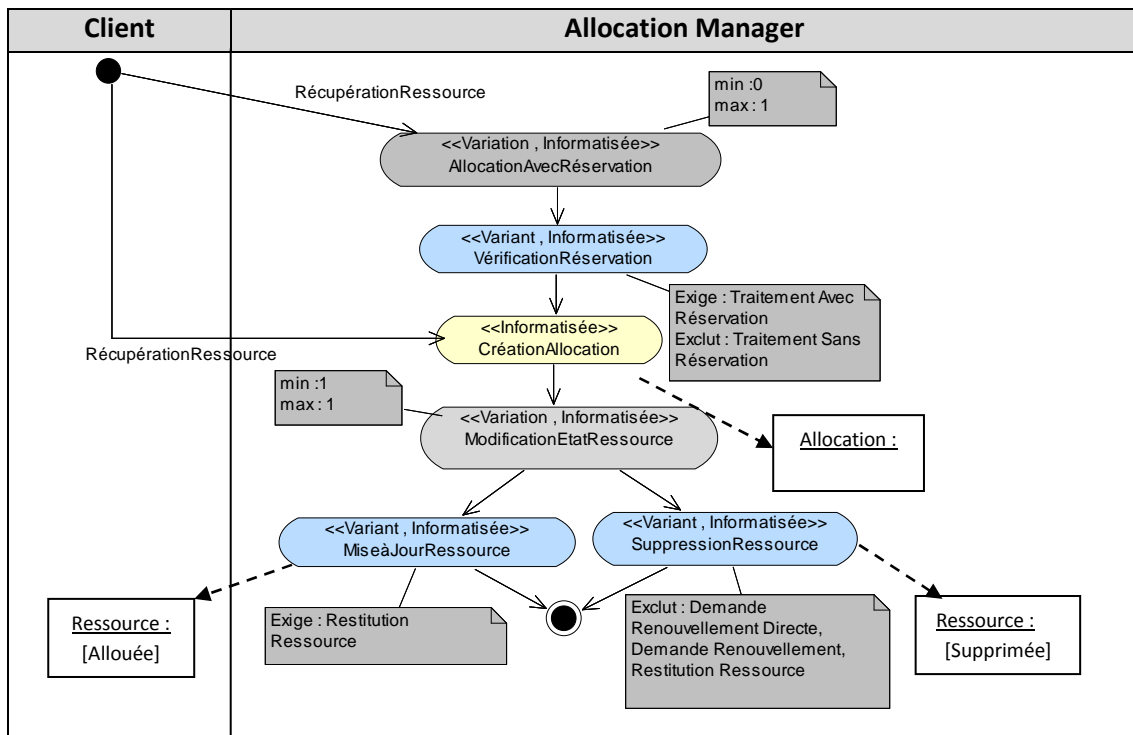 Client
Allocation Manager
RécupérationRessource
min :0
max : 1
<<Variation , Informatisée>>
AllocationAvecRéservation
<<Variant , Informatisée>>
VérificationRéservation
Exige : Traitement Avec
Réservation
Exclut : Traitement Sans
Réservation
<<Informatisée>>
CréationAllocation
RécupérationRessource
min :1
max : 1
<<Variation , Informatisée>>
ModificationEtatRessource
Allocation :
<<Variant , Informatisée>>
MiseàJourRessource
<<Variant , Informatisée>>
SuppressionRessource
Ressource :
[Allouée]
Exige : Restitution
Ressource
Exclut : Demande
Renouvellement Directe,
Demande Renouvellement,
Restitution Ressource
Ressource :
[Supprimée]